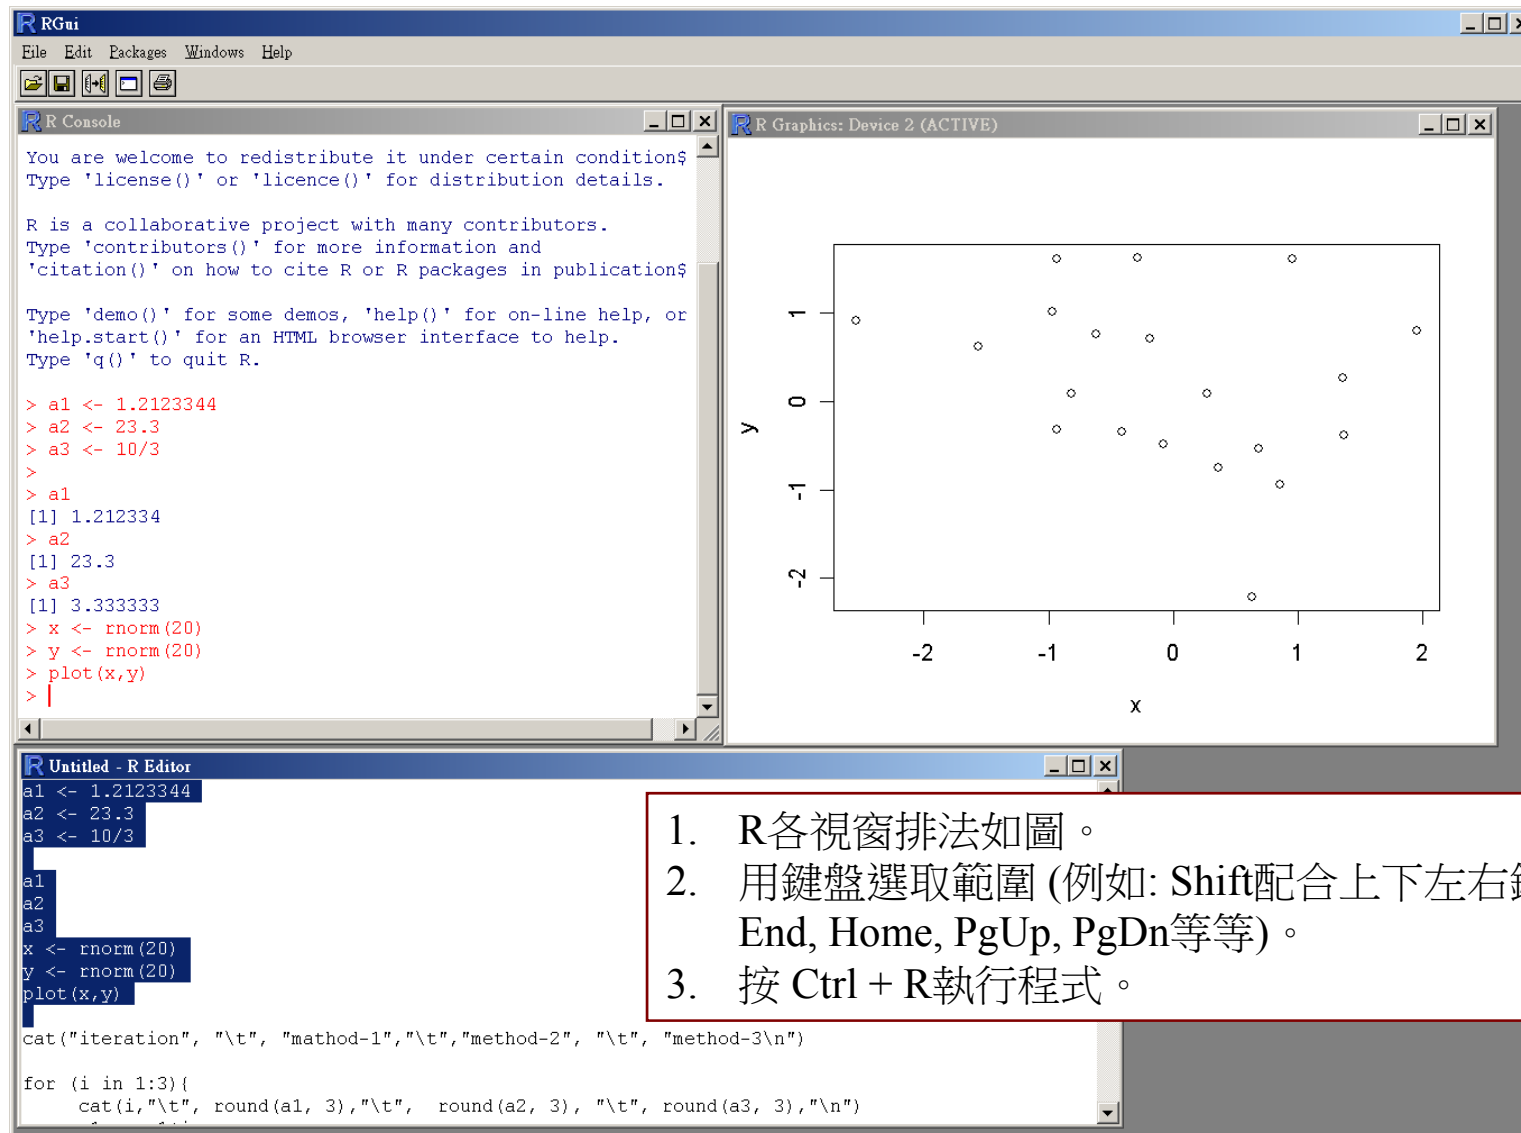 RGui
File Edit Packages Windows Help
R Console
You are welcome to redistribute it under certain condition$
Type 'license()' or 'licence()' for distribution details.
R is a collaborative project with many contributors.
Type 'contributors()' for more information and
'citation()' on how to cite R or R packages in publication$
Type 'demo()' for some demos, 'help()' for on-line help, or
'help.start()' for an HTML browser interface to help.
Type 'q()' to quit R.
> a1 <- 1.2123344
> a2 <- 23.3
> a3 <- 10/3
>
> a1
[1] 1.212334
> a2
[1] 23.3
> a3
[1] 3.333333
> x <- rnorm(20)
> y <- rnorm(20)
> plot(x,y)
>
R Graphics: Device 2 (ACTIVE)
1
0
-1
-2
y
-2 -1 0 1 2
x
Untitled - R Editor
a1 <- 1.2123344
a2 <- 23.3
a3 <- 10/3
a1
a2
a3
x <- rnorm(20)
y <- rnorm(20)
plot(x,y)
cat("iteration", "\t", "mathod-1","\t","method-2", "\t", "method-3\n")
for (i in 1:3){
cat(i,"\t", round(a1, 3),"\t", round(a2, 3), "\t", round(a3, 3),"\n")
1. R各視窗排法如圖。
2. 用鍵盤選取範圍 (例如: Shift配合上下左右
End, Home, PgUp, PgDn等等)。
3. 按 Ctrl + R執行程式。